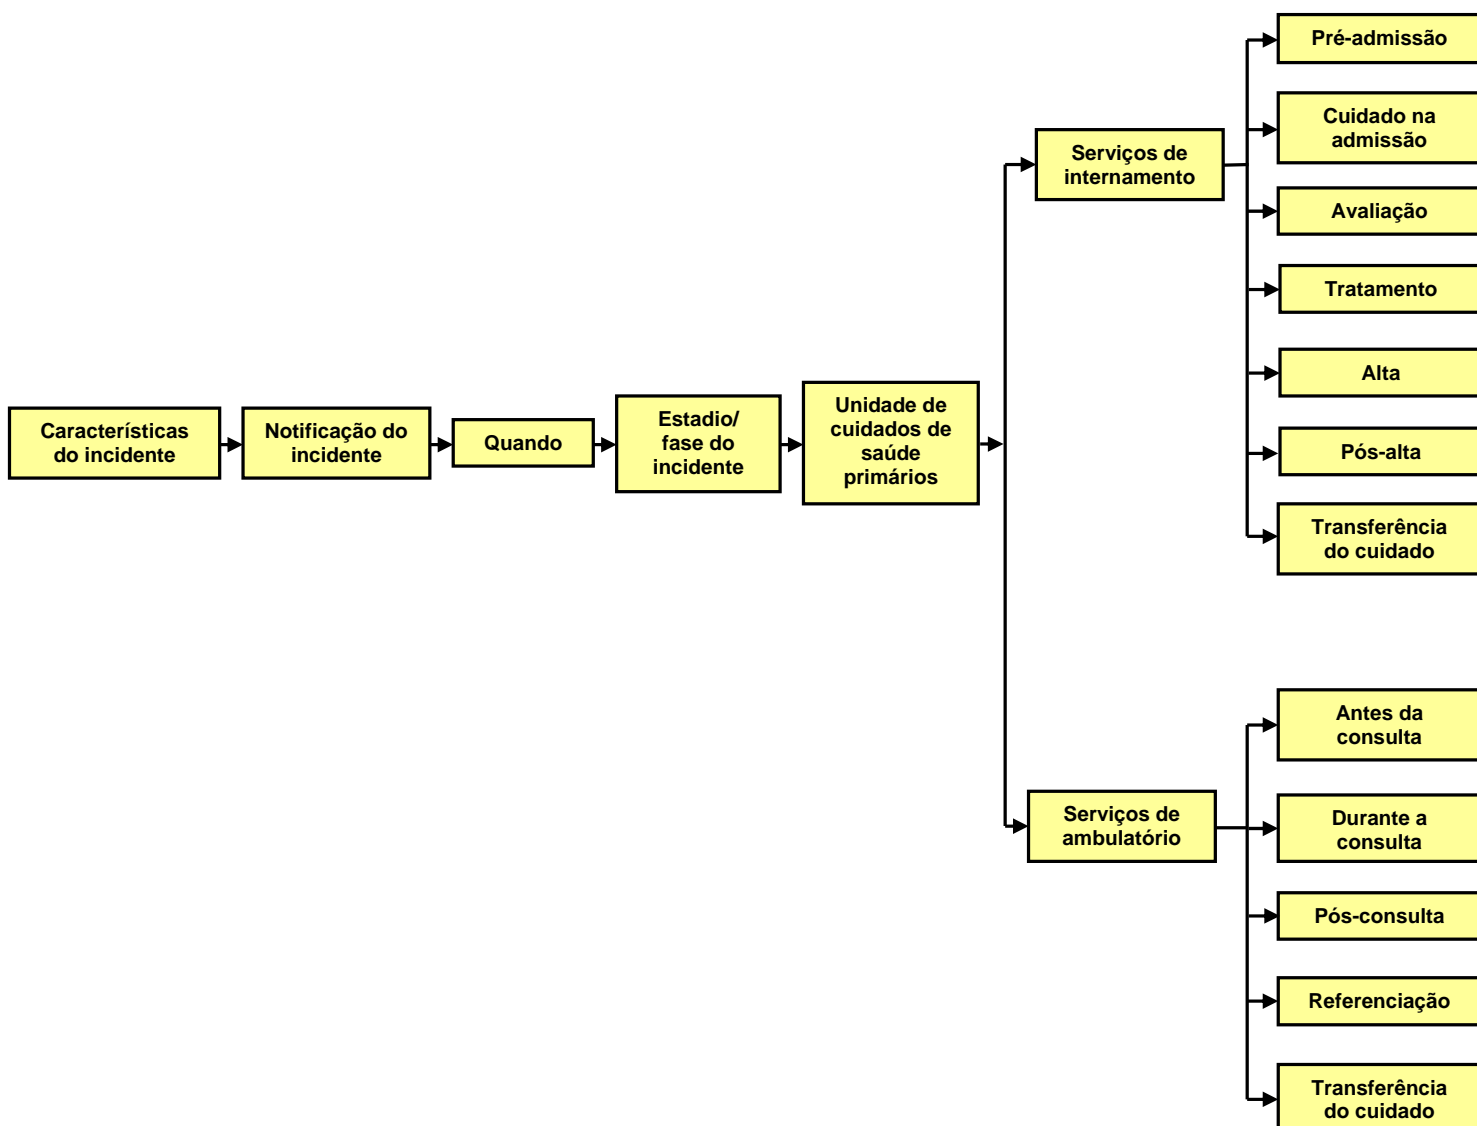 Características
do incidente
Notificação do
incidente
Quando
Estadio/
fase do
incidente
Unidade de
cuidados de
saúde
primários
Serviços de
internamento
Pré-admissão
Cuidado na
admissão
Avaliação
Tratamento
Alta
Pós-alta
Transferência
do cuidado
Serviços de
ambulatório
Antes da
consulta
Durante a
consulta
Pós-consulta
Referenciação
Transferência
do cuidado